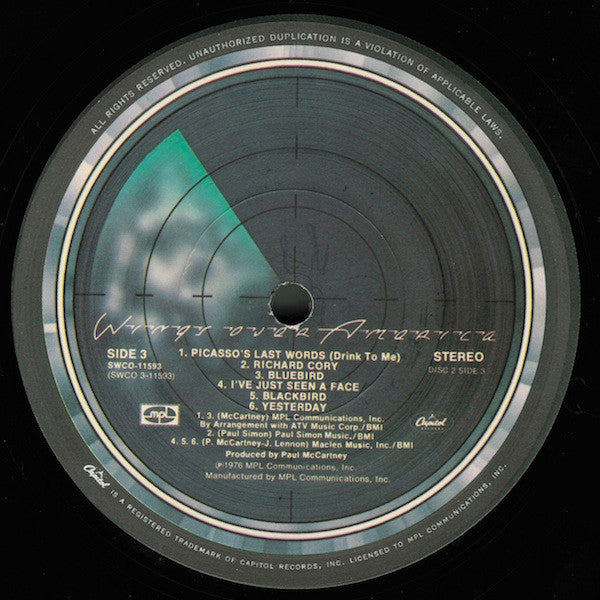 ALL RIGHTS RESERVED. UNAUTHORIZED DUPLICATION IS A VIOLATION OF APPLICABLE LAWS.
Wings over America
SIDE 3
SWCO-11593
(SWCO 3-11593)
1. PICASSO'S LAST WORDS (Drink To Me)
2. RICHARD CORY
3. BLUEBIRD
4. I'VE JUST SEEN A FACE
5. BLACKBIRD
6. YESTERDAY
STEREO
DISC 2 SIDE 3
mpl
1. 3. (McCartney) MPL Communications, Inc.
By Arrangement with ATV Music Corp./BMI
2. (Paul Simon) Paul Simon Music./BMI
4. 5. 6. (P. McCartney-J. Lennon) Maclen Music, Inc./BMI
Produced by Paul McCartney
℗1976 MPL Communications, Inc.
Manufactured by MPL Communications, Inc.
Capitol
RECORDS
Capitol IS A REGISTERED TRADEMARK OF CAPITOL RECORDS, INC. LICENSED TO MPL COMMUNICATIONS, INC.